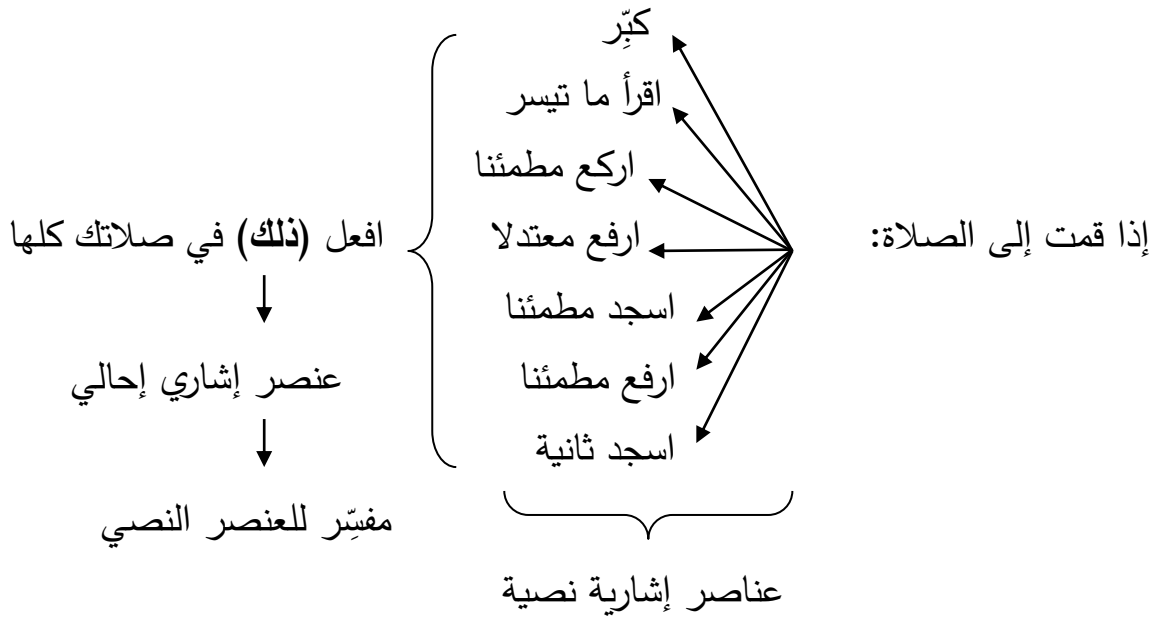 إذا قمت إلى الصلاة:
كبِّر
اقرأ ما تيسر
اركع مطمئنا
ارفع معتدلا
اسجد مطمئنا
ارفع مطمئنا
اسجد ثانية
عناصر إشارية نصية
افعل (ذلك) في صلاتك كلها
عنصر إشاري إحالي
مفسِّر للعنصر النصي